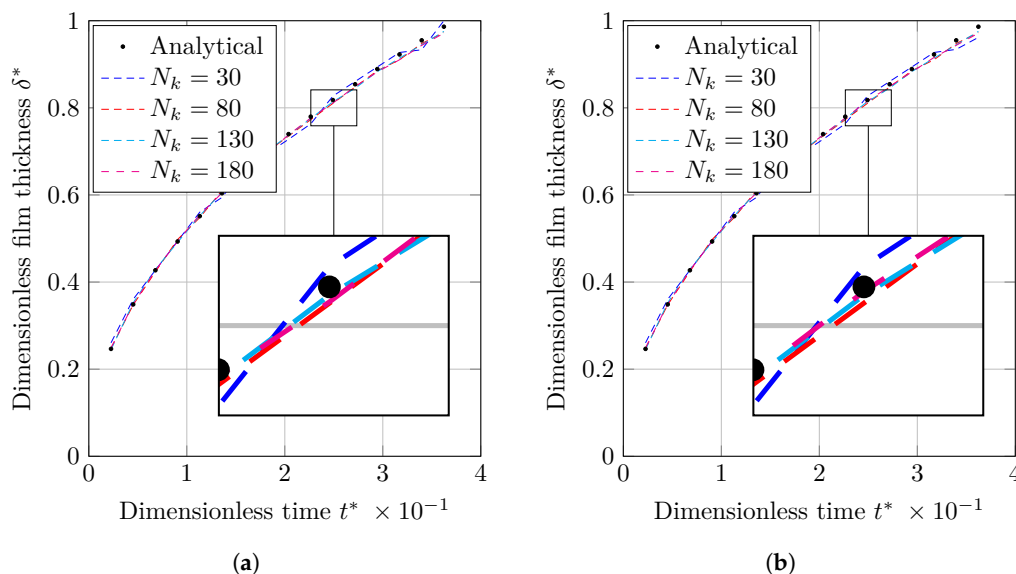 Dimensionless film thickness δ*
1
0.8
0.6
0.4
0.2
0
Analytical
N_k = 30
N_k = 80
N_k = 130
N_k = 180
0 1 2 3 4
Dimensionless time t* × 10⁻¹
(a)
Dimensionless film thickness δ*
1
0.8
0.6
0.4
0.2
0
Analytical
N_k = 30
N_k = 80
N_k = 130
N_k = 180
0 1 2 3 4
Dimensionless time t* × 10⁻¹
(b)